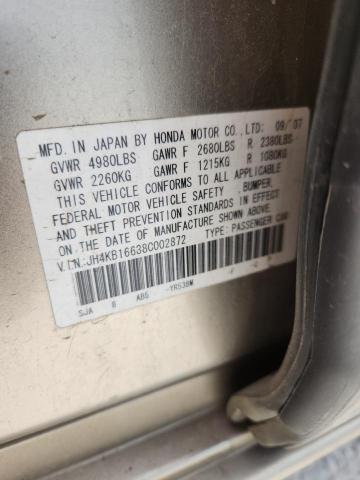 MFD. IN JAPAN BY HONDA MOTOR CO., LTD: 09/'07
GVWR 4980LBS GAWR F 2680LBS R 2380LBS
GVWR 2260KG GAWR F 1215KG R 1080KG
THIS VEHICLE CONFORMS TO ALL APPLICABLE
FEDERAL MOTOR VEHICLE SAFETY, BUMPER,
AND THEFT PREVENTION STANDARDS IN EFFECT
ON THE DATE OF MANUFACTURE SHOWN ABOVE.
V.I.N: JH4KB16638C002872 TYPE: PASSENGER CAR
SJA B ABS -YR538M